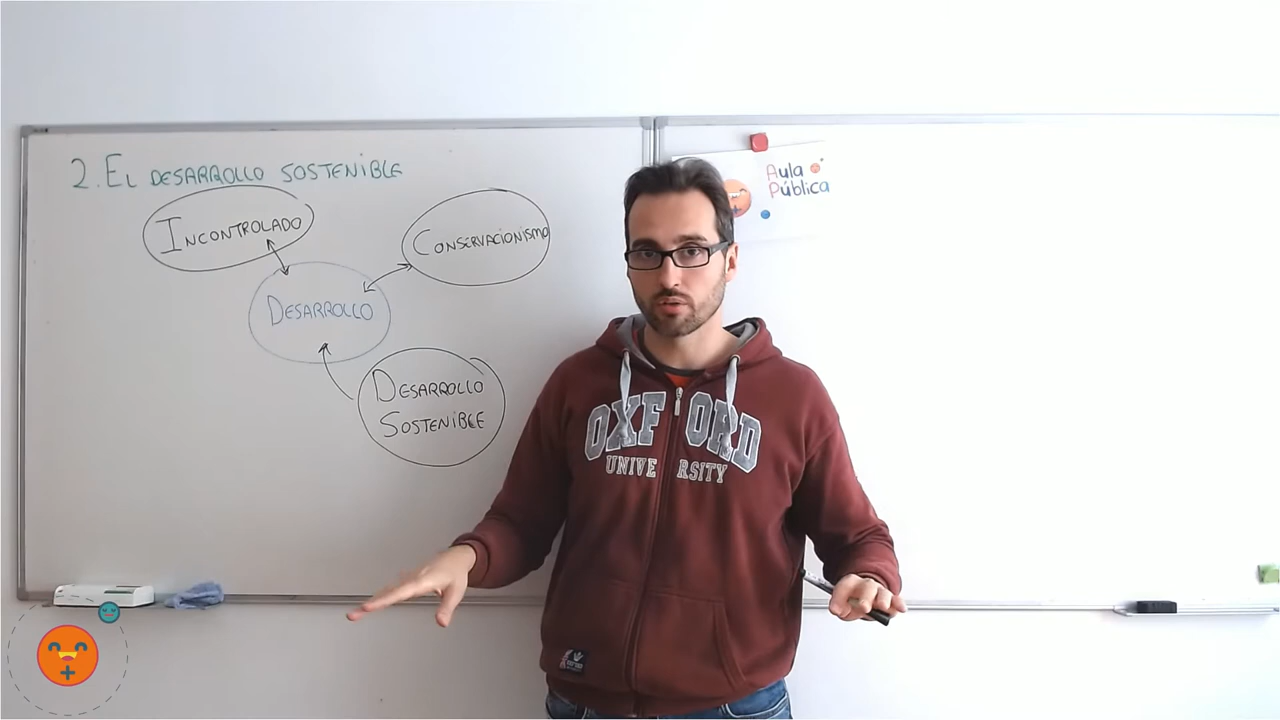 2. EL DESARROLLO SOSTENIBLE
INCONTROLADO
CONSERVACIONISMO
DESARROLLO
DESARROLLO
SOSTENIBLE
Aula
Pública
OXFORD
UNIVERSITY